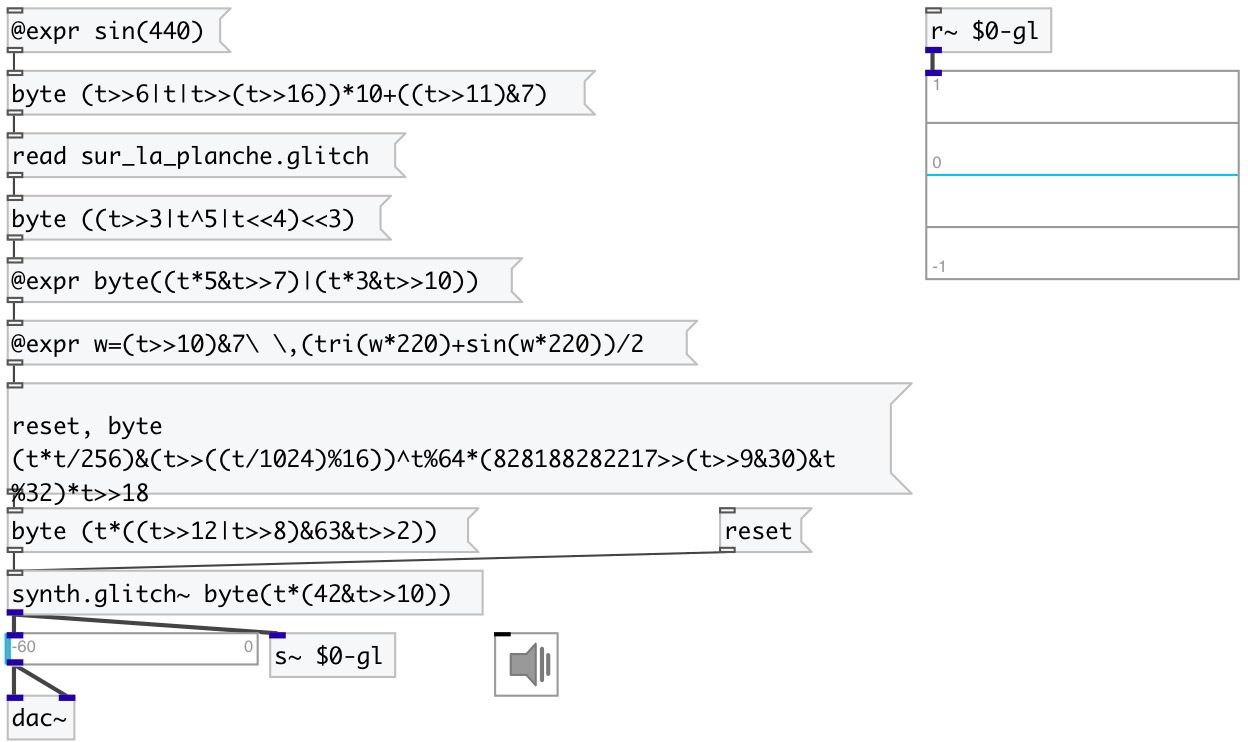 @expr sin(440)
r~ $0-gl
byte (t>>6|t|t>>(t>>16))*10+((t>>11)&7)
1
read sur_la_planche.glitch
0
byte ((t>>3|t^5|t<<4)<<3)
@expr byte((t*5&t>>7)|(t*3&t>>10))
-1
@expr w=(t>>10)&7\ \,(tri(w*220)+sin(w*220))/2
reset, byte
(t*t/256)&(t>>((t/1024)%16))^t%64*(828188282217>>(t>>9&30)&t
%32)*t>>18
byte (t*((t>>12|t>>8)&63&t>>2))
reset
synth.glitch~ byte(t*(42&t>>10))
-60 0
s~ $0-gl
dac~